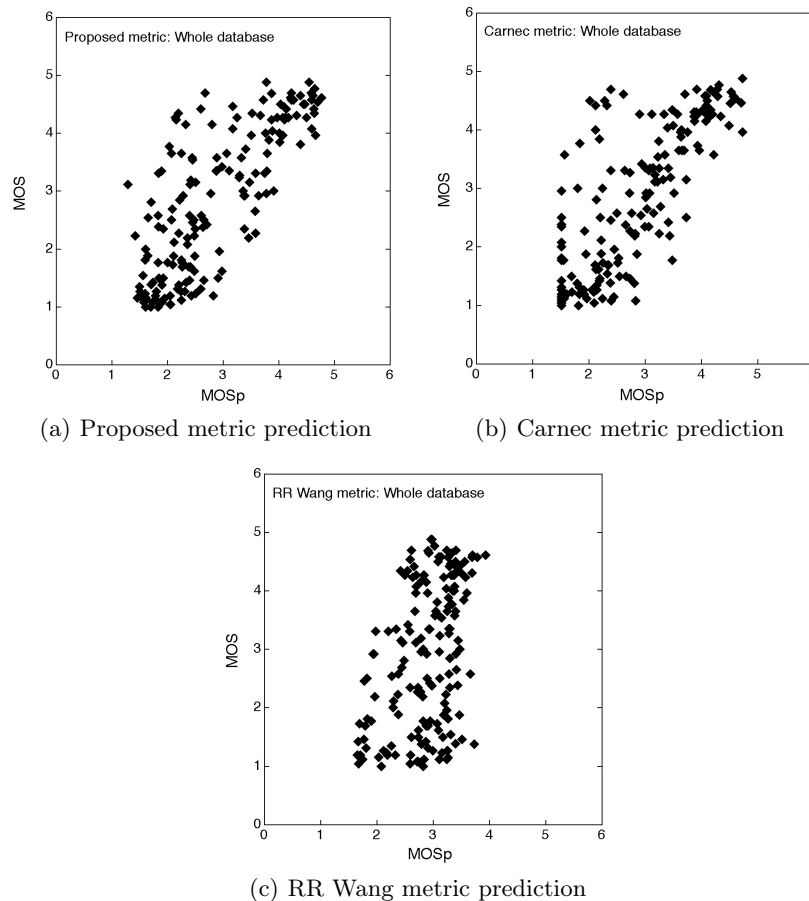 Proposed metric: Whole database
MOS
6
5
4
3
2
1
0
0 1 2 3 4 5 6
MOSp
(a) Proposed metric prediction
Carnec metric: Whole database
MOS
6
5
4
3
2
1
0
0 1 2 3 4 5
MOSp
(b) Carnec metric prediction
RR Wang metric: Whole database
MOS
6
5
4
3
2
1
0
0 1 2 3 4 5 6
MOSp
(c) RR Wang metric prediction